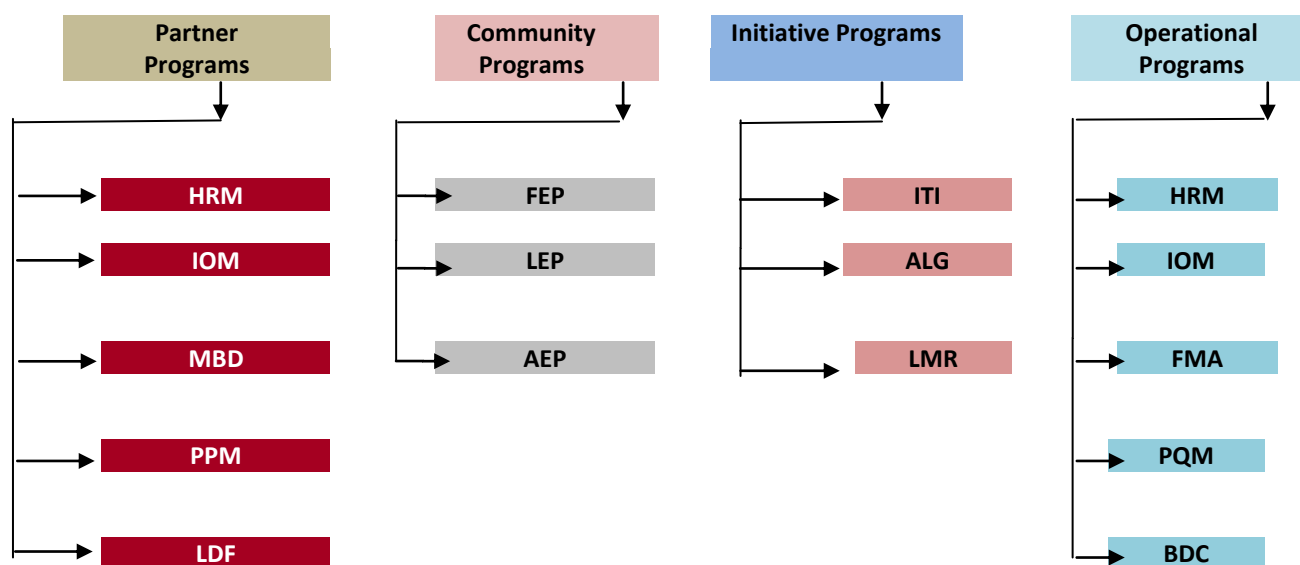 Partner
Programs
Community
Programs
Initiative Programs
Operational
Programs
HRM
IOM
MBD
PPM
LDF
FEP
LEP
AEP
ITI
ALG
LMR
HRM
IOM
FMA
PQM
BDC